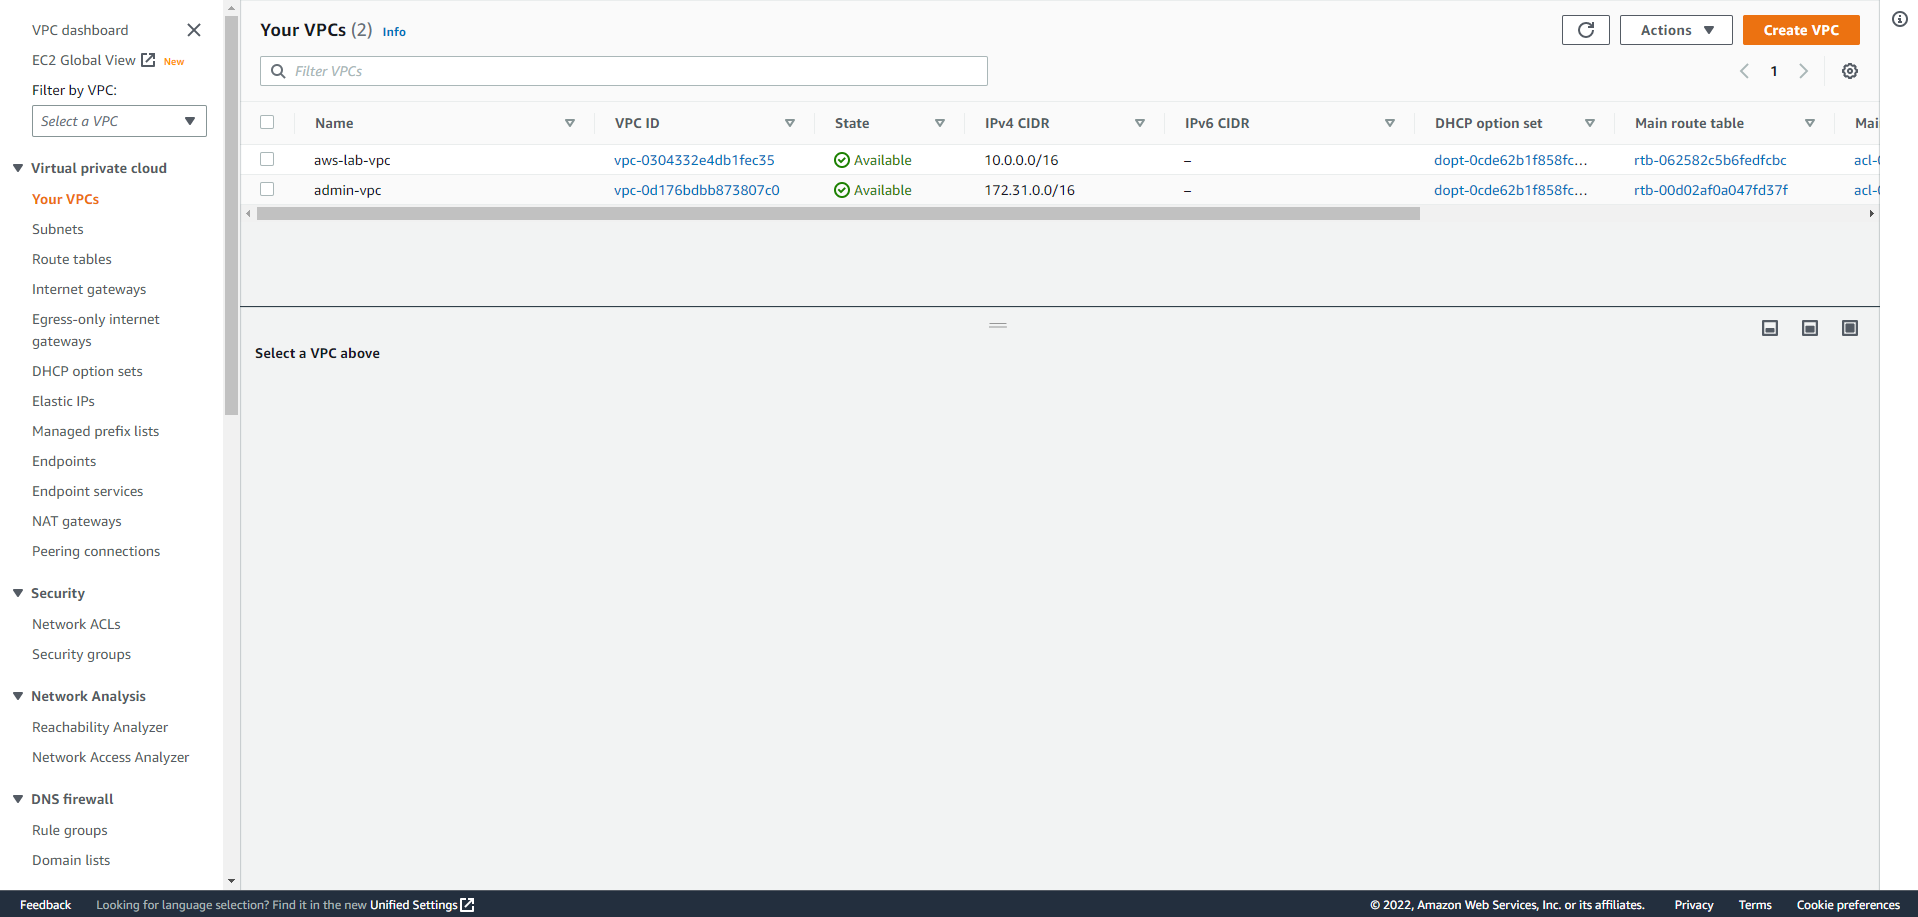 VPC dashboard
EC2 Global View New
Filter by VPC:
Select a VPC
Virtual private cloud
Your VPCs
Subnets
Route tables
Internet gateways
Egress-only internet
gateways
DHCP option sets
Elastic IPs
Managed prefix lists
Endpoints
Endpoint services
NAT gateways
Peering connections
Security
Network ACLs
Security groups
Network Analysis
Reachability Analyzer
Network Access Analyzer
DNS firewall
Rule groups
Domain lists
Your VPCs (2) Info
Actions
Create VPC
Filter VPCs
1
Name VPC ID State IPv4 CIDR IPv6 CIDR DHCP option set Main route table Mai
aws-lab-vpc vpc-0304332e4db1fec35 Available 10.0.0.0/16 – dopt-0cde62b1f858fc... rtb-062582c5b6fedfcbc acl-
admin-vpc vpc-0d176bdbb873807c0 Available 172.31.0.0/16 – dopt-0cde62b1f858fc... rtb-00d02af0a047fd37f acl-
Select a VPC above
Feedback Looking for language selection? Find it in the new Unified Settings © 2022, Amazon Web Services, Inc. or its affiliates. Privacy Terms Cookie preferences